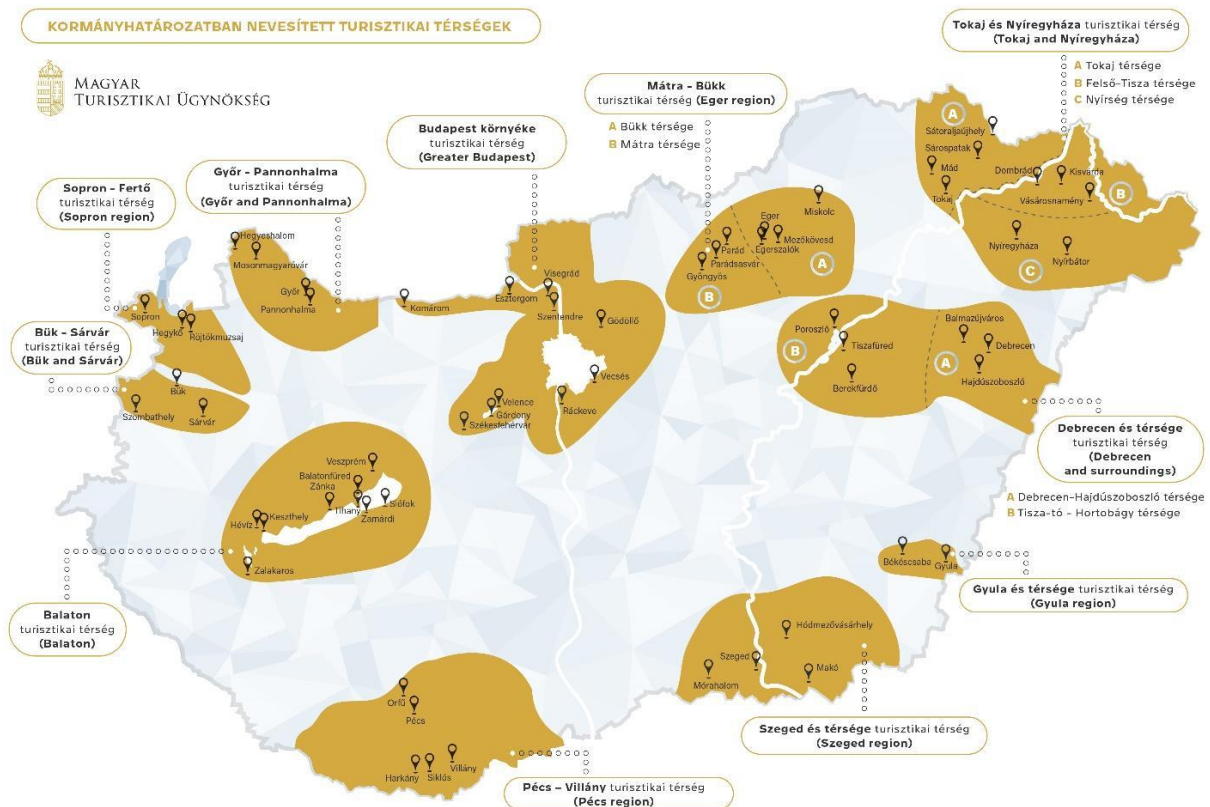 KORMÁNYHATÁROZATBAN NEVESÍTETT TURISZTIKAI TÉRSÉGEK
MAGYAR
TURISZTIKAI ÜGYNÖKSÉG
Sopron – Fertő
turisztikai térség
(Sopron region)
Győr – Pannonhalma
turisztikai térség
(Győr and Pannonhalma)
Budapest környéke
turisztikai térség
(Greater Budapest)
Mátra – Bükk
turisztikai térség (Eger region)
A Bükk térsége
B Mátra térsége
Tokaj és Nyíregyháza turisztikai térség
(Tokaj and Nyíregyháza)
A Tokaj térsége
B Felső-Tisza térsége
C Nyírség térsége
A
Sátoraljaújhely
Sárospatak
Mád
Tokaj
Dombrád
Kisvárda
Vásárosnamény
B
Nyíregyháza
Nyírbátor
C
Miskolc
Eger
Egerszalók
Mezőkövesd
Parád
Parádsasvár
Gyöngyös
A
B
Hegyeshalom
Mosonmagyaróvár
Győr
Pannonhalma
Komárom
Esztergom
Visegrád
Szentendre
Gödöllő
Vecsés
Ráckeve
Velence
Gárdony
Székesfehérvár
Sopron
Hegykő
Röjtökmuzsaj
Bük – Sárvár
turisztikai térség
(Bük and Sárvár)
Bük
Szombathely
Sárvár
Poroszló
Tiszafüred
Berekfürdő
B
Balmazújváros
Debrecen
Hajdúszoboszló
A
Debrecen és térsége
turisztikai térség
(Debrecen
and surroundings)
A Debrecen-Hajdúszoboszló térsége
B Tisza-tó – Hortobágy térsége
Veszprém
Balatonfüred
Zánka
Tihany
Zamárdi
Siófok
Keszthely
Hévíz
Zalakaros
Balaton
turisztikai térség
(Balaton)
Békéscsaba
Gyula
Gyula és térsége turisztikai térség
(Gyula region)
Hódmezővásárhely
Szeged
Makó
Mórahalom
Szeged és térsége turisztikai térség
(Szeged region)
Orfű
Pécs
Harkány
Siklós
Villány
Pécs – Villány turisztikai térség
(Pécs region)